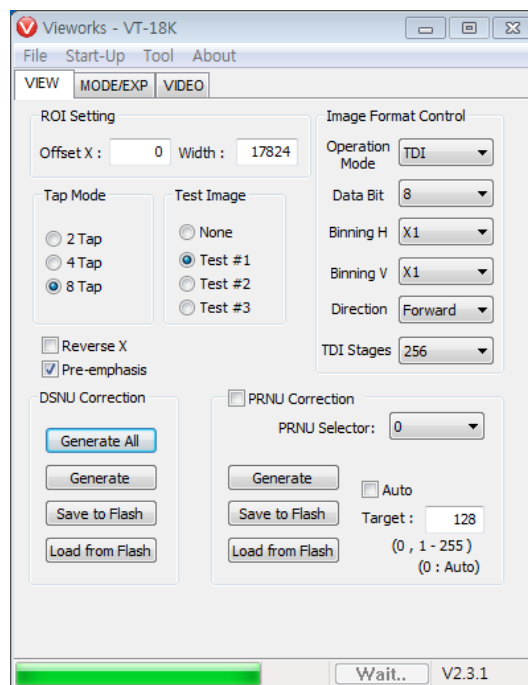 Vieworks - VT-18K
File Start-Up Tool About
VIEW MODE/EXP VIDEO
ROI Setting
Offset X : 0 Width : 17824
Image Format Control
Operation Mode TDI
Data Bit 8
Binning H X1
Binning V X1
Direction Forward
TDI Stages 256
Tap Mode
2 Tap
4 Tap
8 Tap
Test Image
None
Test #1
Test #2
Test #3
Reverse X
Pre-emphasis
DSNU Correction
Generate All
Generate
Save to Flash
Load from Flash
PRNU Correction
PRNU Selector: 0
Generate
Save to Flash
Load from Flash
Auto
Target : 128
(0 , 1 - 255 )
(0 : Auto)
Wait.. V2.3.1